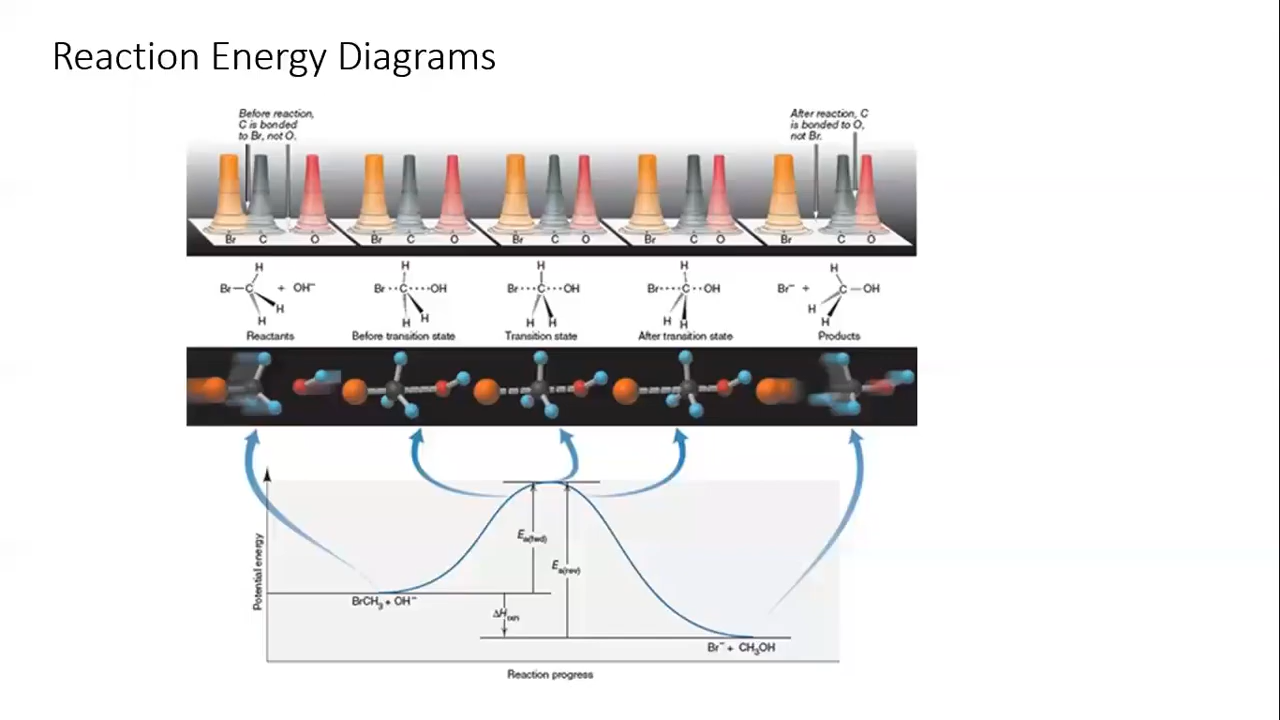 Reaction Energy Diagrams
Before reaction,
C is bonded
to Br, not O.
After reaction, C
is bonded to O,
not Br.
Br C O
Br C O
Br C O
Br C O
Br C O
H
Br—C + OH⁻
H
H
Reactants
H
Br··C····OH
H
H
Before transition state
H
Br···C···OH
H H
Transition state
H
Br····C··OH
H H
After transition state
H
Br⁻ + C—OH
H
H
Products
Potential energy
Ea(fwd)
Ea(rev)
BrCH₃ + OH⁻
ΔHrxn
Br⁻ + CH₃OH
Reaction progress